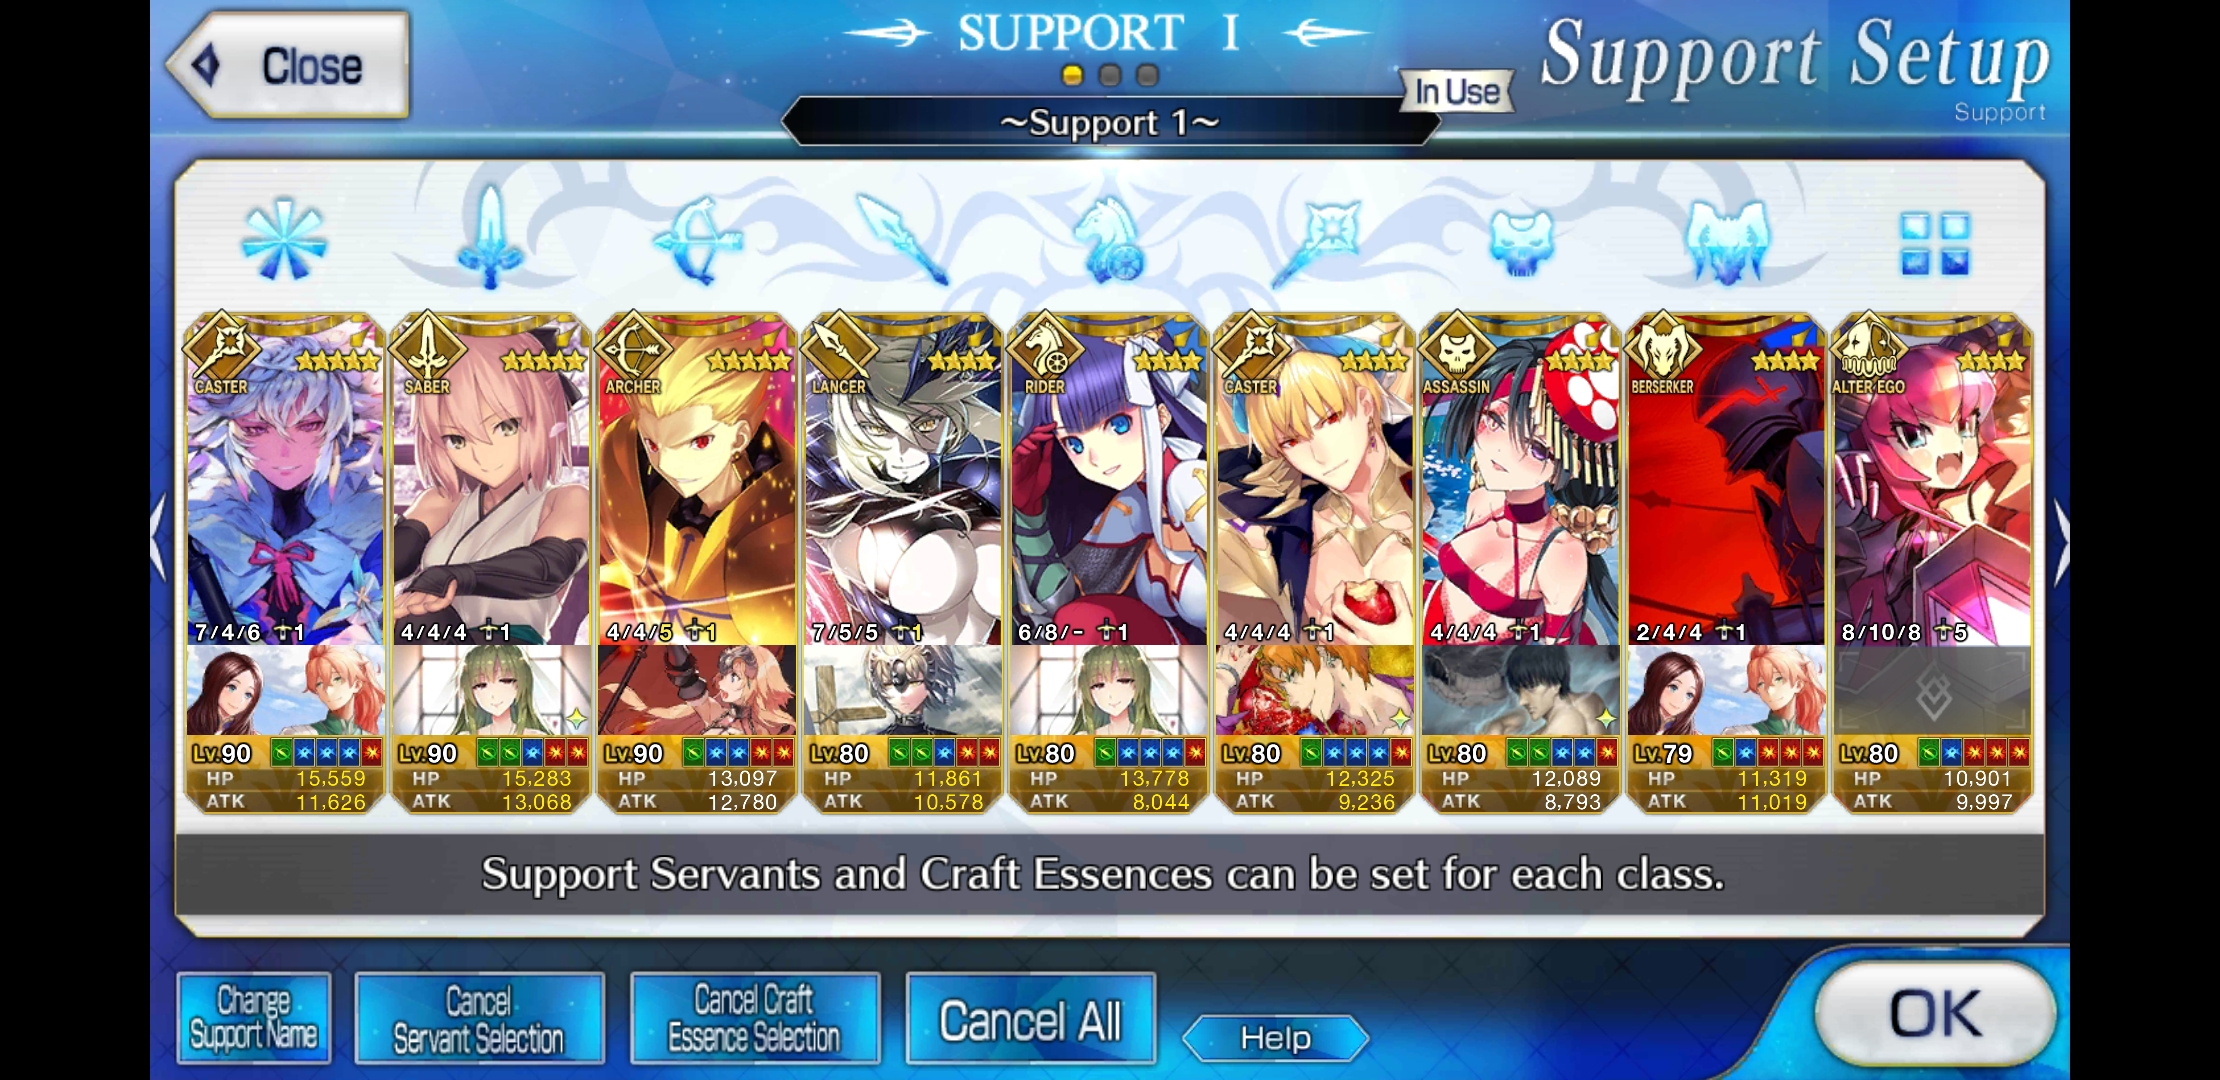 Close
SUPPORT I
Support Setup
Support
In Use
~Support 1~
CASTER SABER ARCHER LANCER RIDER CASTER ASSASSIN BERSERKER ALTER EGO
7/4/6 1 4/4/4 1 4/4/5 1 7/5/5 1 6/8/- 1 4/4/4 1 4/4/4 1 2/4/4 1 8/10/8 5
Lv.90 Lv.90 Lv.90 Lv.80 Lv.80 Lv.80 Lv.80 Lv.79 Lv.80
HP 15,559 HP 15,283 HP 13,097 HP 11,861 HP 13,778 HP 12,325 HP 12,089 HP 11,319 HP 10,901
ATK 11,626 ATK 13,068 ATK 12,780 ATK 10,578 ATK 8,044 ATK 9,236 ATK 8,793 ATK 11,019 ATK 9,997
Support Servants and Craft Essences can be set for each class.
Change
Support Name
Cancel
Servant Selection
Cancel Craft
Essence Selection
Cancel All
Help
OK